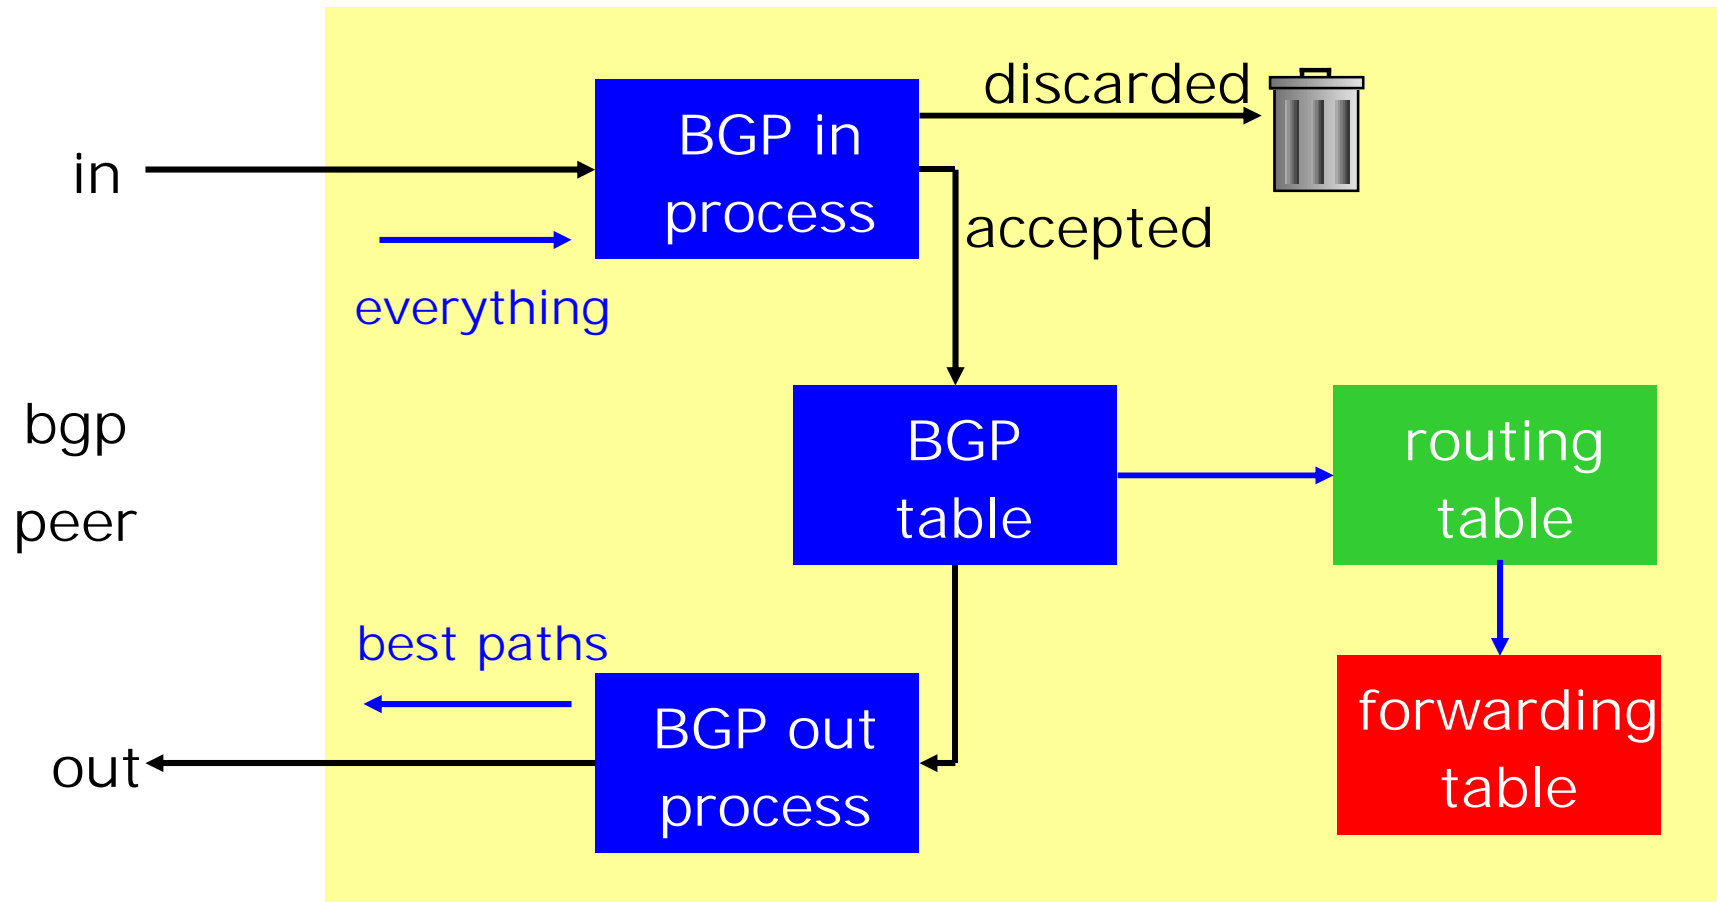 discarded
BGP in
process
in
accepted
everything
bgp
peer
BGP
table
routing
table
best paths
BGP out
process
out
forwarding
table